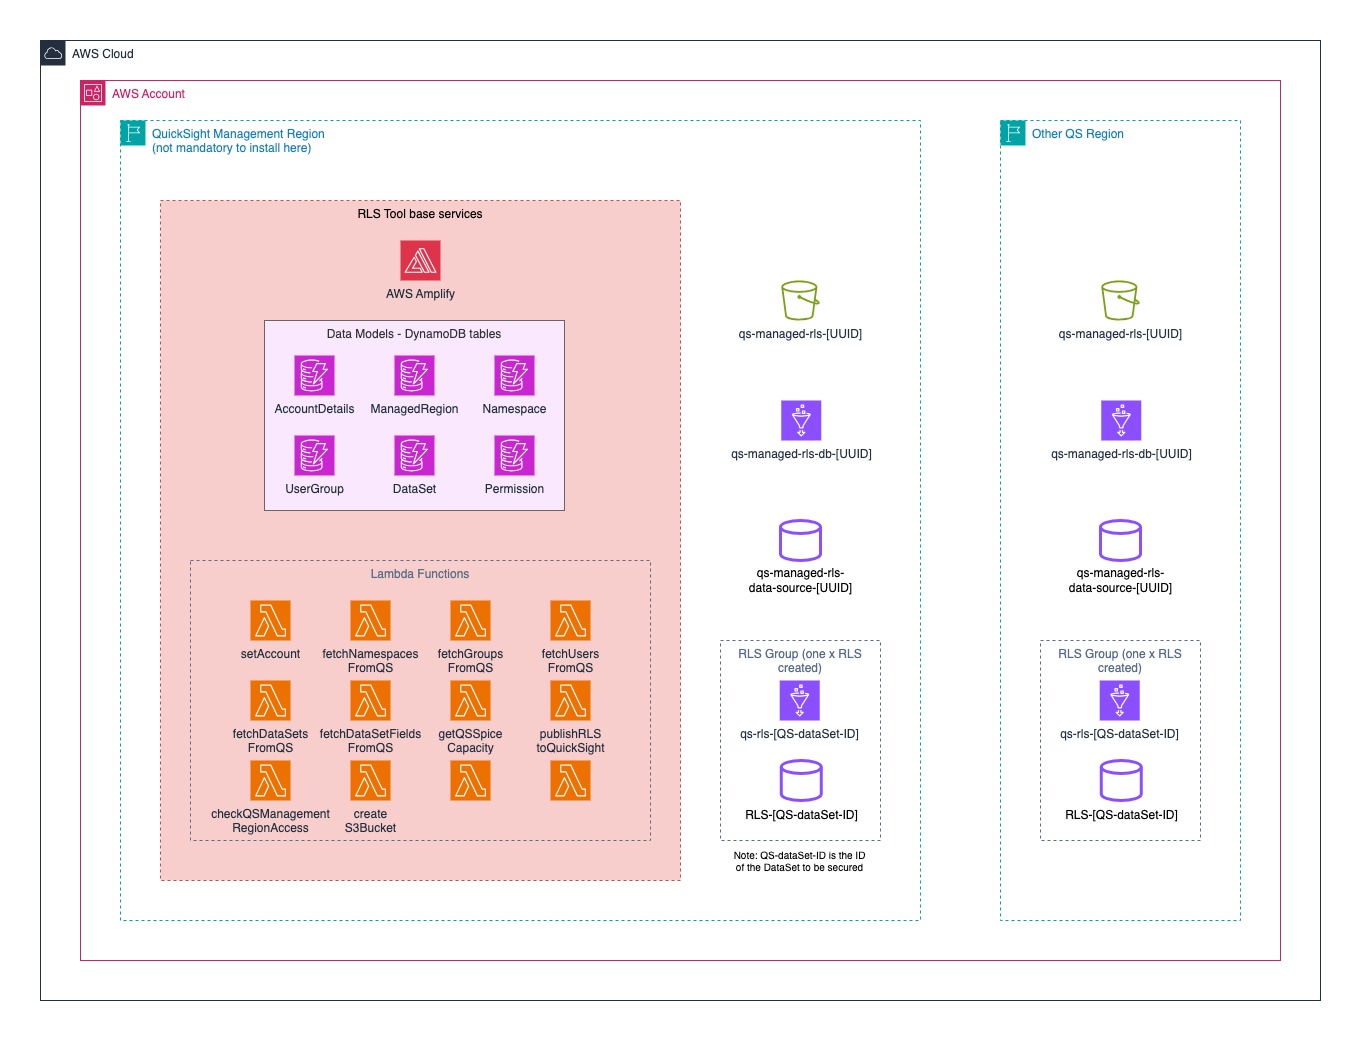 AWS Cloud
AWS Account
QuickSight Management Region
(not mandatory to install here)
Other QS Region
RLS Tool base services
AWS Amplify
Data Models - DynamoDB tables
AccountDetails
ManagedRegion
Namespace
UserGroup
DataSet
Permission
Lambda Functions
setAccount
fetchNamespaces
FromQS
fetchGroups
FromQS
fetchUsers
FromQS
fetchDataSets
FromQS
fetchDataSetFields
FromQS
getQSSpice
Capacity
publishRLS
toQuickSight
checkQSManagement
RegionAccess
create
S3Bucket
qs-managed-rls-[UUID]
qs-managed-rls-db-[UUID]
qs-managed-rls-
data-source-[UUID]
RLS Group (one x RLS
created)
qs-rls-[QS-dataSet-ID]
RLS-[QS-dataSet-ID]
Note: QS-dataSet-ID is the ID
of the DataSet to be secured
qs-managed-rls-[UUID]
qs-managed-rls-db-[UUID]
qs-managed-rls-
data-source-[UUID]
RLS Group (one x RLS
created)
qs-rls-[QS-dataSet-ID]
RLS-[QS-dataSet-ID]